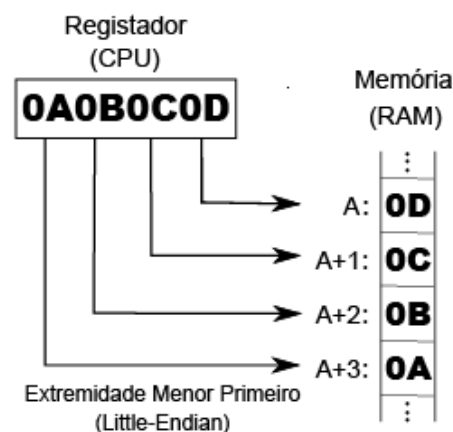 Registador
(CPU)
0A0B0C0D
Memória
(RAM)
⋮
A: 0D
A+1: 0C
A+2: 0B
A+3: 0A
⋮
Extremidade Menor Primeiro
(Little-Endian)